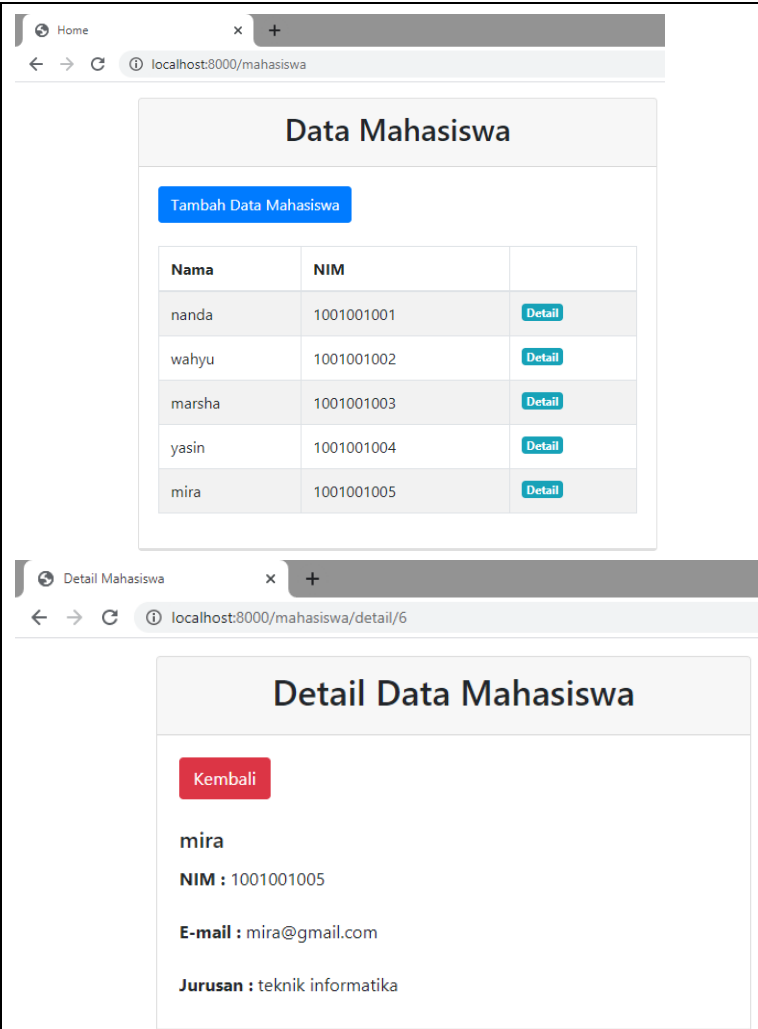 Home
localhost:8000/mahasiswa
Data Mahasiswa
Tambah Data Mahasiswa
Nama NIM
nanda 1001001001 Detail
wahyu 1001001002 Detail
marsha 1001001003 Detail
yasin 1001001004 Detail
mira 1001001005 Detail
Detail Mahasiswa
localhost:8000/mahasiswa/detail/6
Detail Data Mahasiswa
Kembali
mira
NIM : 1001001005
E-mail : mira@gmail.com
Jurusan : teknik informatika